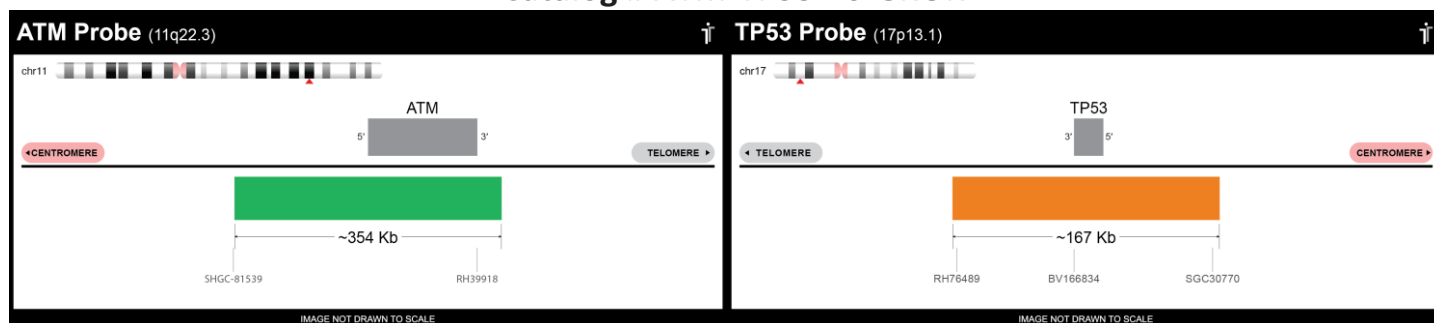 ATM Probe (11q22.3)
chr11
ATM
5'
3'
◂CENTROMERE
TELOMERE ▸
~354 Kb
SHGC-81539
RH39918
IMAGE NOT DRAWN TO SCALE
TP53 Probe (17p13.1)
chr17
TP53
3'
5'
◂ TELOMERE
CENTROMERE ▸
~167 Kb
RH76489
BV166834
SGC30770
IMAGE NOT DRAWN TO SCALE